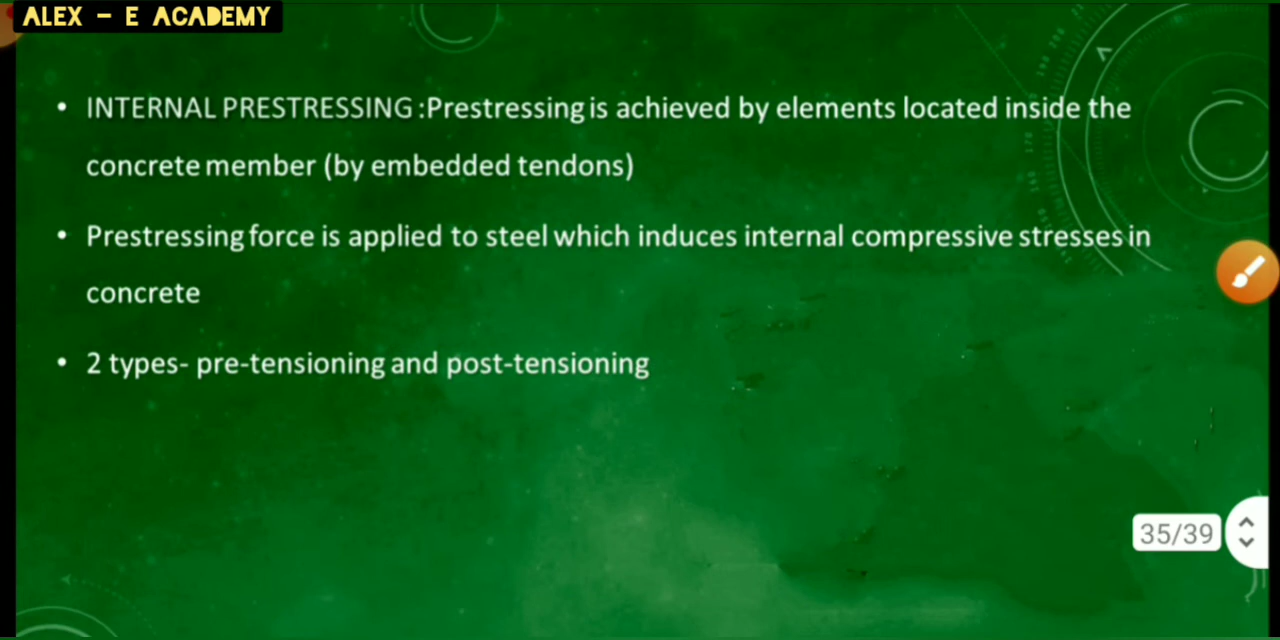 ALEX - E ACADEMY
• INTERNAL PRESTRESSING :Prestressing is achieved by elements located inside the
concrete member (by embedded tendons)
• Prestressing force is applied to steel which induces internal compressive stresses in
concrete
• 2 types- pre-tensioning and post-tensioning
35/39